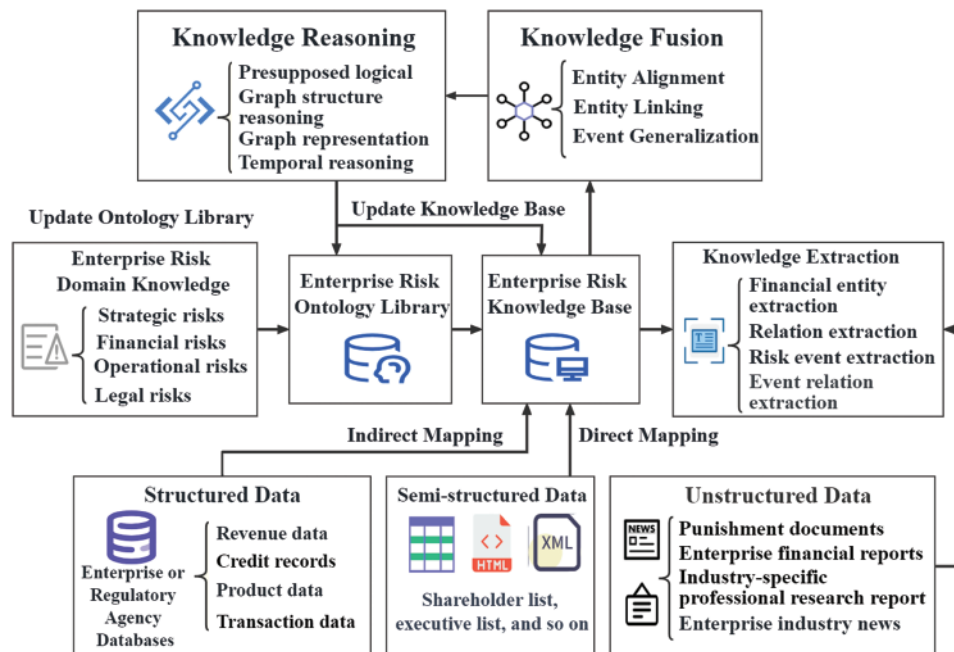 Knowledge Reasoning
Presupposed logical
Graph structure
reasoning
Graph representation
Temporal reasoning
Knowledge Fusion
Entity Alignment
Entity Linking
Event Generalization
Update Ontology Library
Update Knowledge Base
Enterprise Risk
Domain Knowledge
Strategic risks
Financial risks
Operational risks
Legal risks
Enterprise Risk
Ontology Library
Enterprise Risk
Knowledge Base
Knowledge Extraction
Financial entity
extraction
Relation extraction
Risk event extraction
Event relation
extraction
Indirect Mapping
Direct Mapping
Structured Data
Enterprise or
Regulatory
Agency
Databases
Revenue data
Credit records
Product data
Transaction data
Semi-structured Data
HTML
XML
Shareholder list,
executive list, and so on
Unstructured Data
NEWS
Punishment documents
Enterprise financial reports
Industry-specific
professional research report
Enterprise industry news